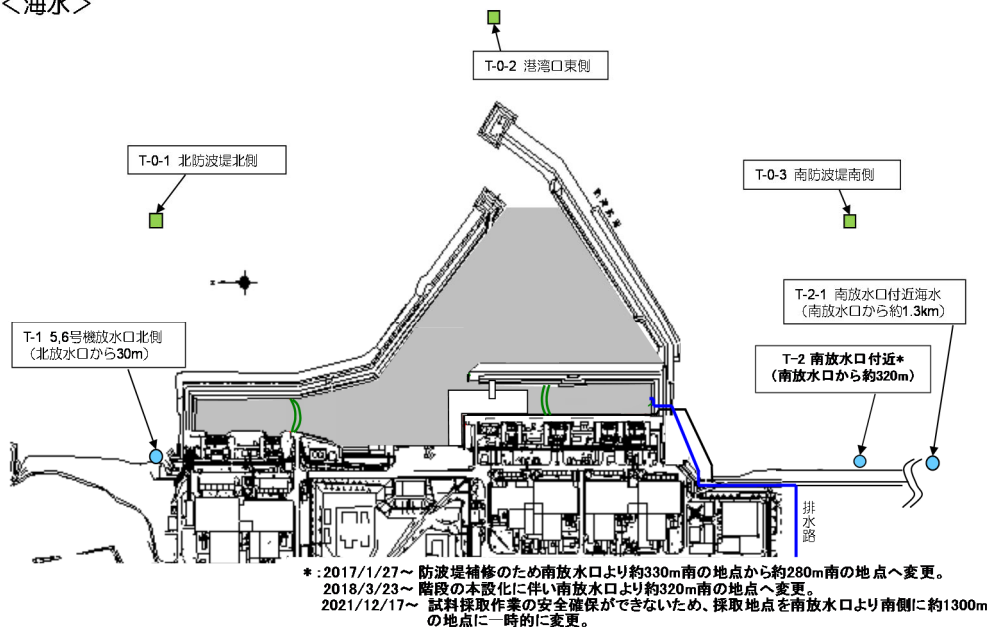 ＜海水＞
T-0-2 港湾口東側
T-0-1 北防波堤北側
T-0-3 南防波堤南側
T-2-1 南放水口付近海水
（南放水口から約1.3km）
T-1 5,6号機放水口北側
（北放水口から30m）
T-2 南放水口付近*
（南放水口から約320m）
排水路
*：2017/1/27～ 防波堤補修のため南放水口より約330m南の地点から約280m南の地点へ変更。
2018/3/23～ 階段の本設化に伴い南放水口より約320m南の地点へ変更。
2021/12/17～ 試料採取作業の安全確保ができないため、採取地点を南放水口より南側に約1300m
の地点に一時的に変更。